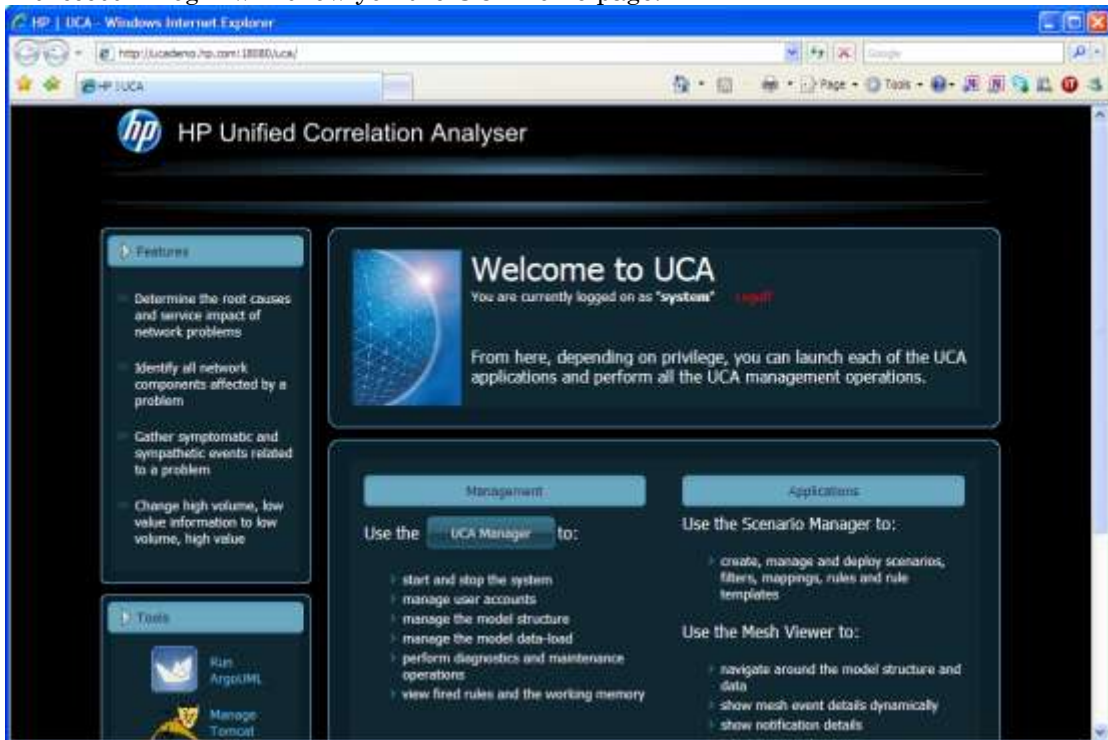 HP | UCA - Windows Internet Explorer
http://ucademo.hp.com:18080/uca/
Google
HP | UCA
Page
Tools
hp
HP Unified Correlation Analyser
Features
Determine the root causes
and service impact of
network problems
Identify all network
components affected by a
problem
Gather symptomatic and
sympathetic events related
to a problem
Change high volume, low
value information to low
volume, high value
Tools
Run
ArgoUML
Manage
Tomcat
Welcome to UCA
You are currently logged on as "system" Logoff
From here, depending on privilege, you can launch each of the UCA
applications and perform all the UCA management operations.
Management
Use the UCA Manager to:
start and stop the system
manage user accounts
manage the model structure
manage the model data-load
perform diagnostics and maintenance
operations
view fired rules and the working memory
Applications
Use the Scenario Manager to:
create, manage and deploy scenarios,
filters, mappings, rules and rule
templates
Use the Mesh Viewer to:
navigate around the model structure and
data
show mesh event details dynamically
show notification details